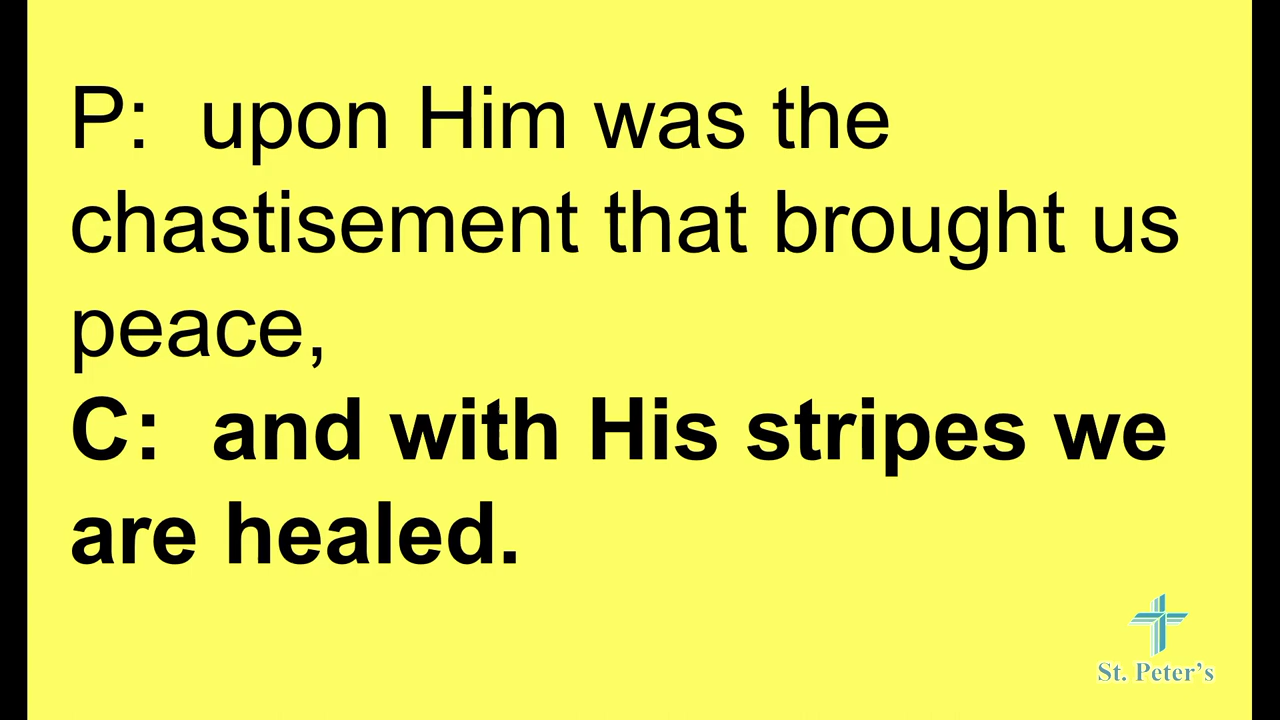 P:  upon Him was the
chastisement that brought us
peace,
C:  and with His stripes we
are healed.
St. Peter’s